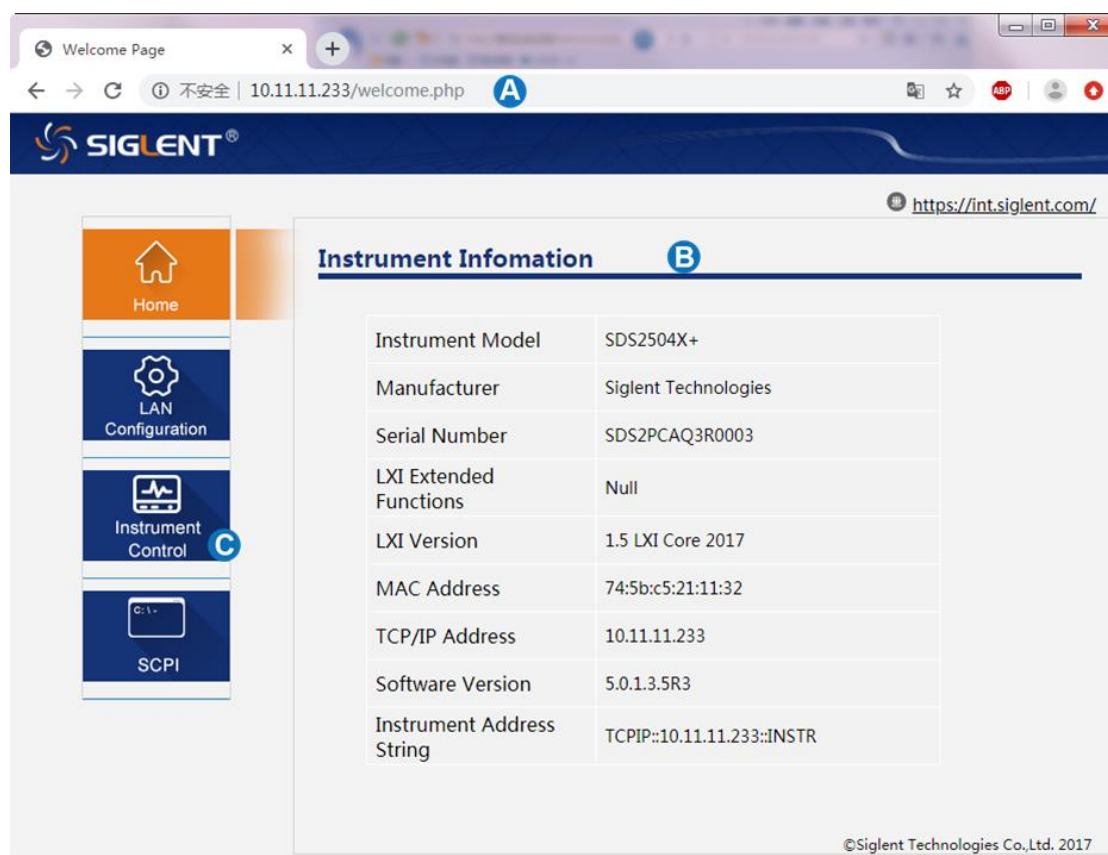 Welcome Page
不安全 | 10.11.11.233/welcome.php A
ABP
SIGLENT®
https://int.siglent.com/
Home
LAN
Configuration
Instrument
Control C
C:\-
SCPI
Instrument Infomation B
Instrument Model SDS2504X+
Manufacturer Siglent Technologies
Serial Number SDS2PCAQ3R0003
LXI Extended
Functions Null
LXI Version 1.5 LXI Core 2017
MAC Address 74:5b:c5:21:11:32
TCP/IP Address 10.11.11.233
Software Version 5.0.1.3.5R3
Instrument Address
String TCPIP::10.11.11.233::INSTR
©Siglent Technologies Co.,Ltd. 2017